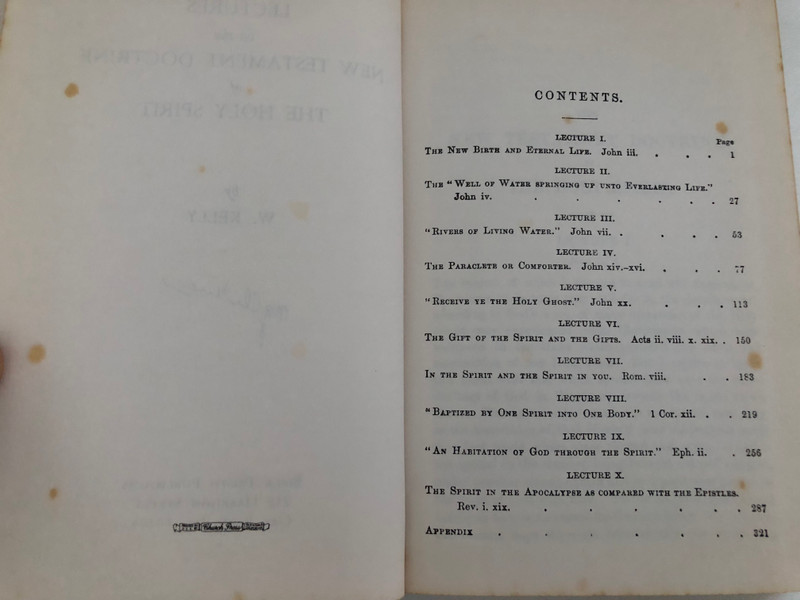 CONTENTS.
LECTURE I.
Page
THE NEW BIRTH AND ETERNAL LIFE. John iii. . . . 1
LECTURE II.
THE "WELL OF WATER SPRINGING UP UNTO EVERLASTING LIFE."
John iv. . . . . . . 27
LECTURE III.
"RIVERS OF LIVING WATER." John vii. . . . . 53
LECTURE IV.
THE PARACLETE OR COMFORTER. John xiv.-xvi. . . . 77
LECTURE V.
"RECEIVE YE THE HOLY GHOST." John xx. . . . 113
LECTURE VI.
THE GIFT OF THE SPIRIT AND THE GIFTS. Acts ii. viii. x. xix. . 150
LECTURE VII.
IN THE SPIRIT AND THE SPIRIT IN YOU. Rom. viii. . . 183
LECTURE VIII.
"BAPTIZED BY ONE SPIRIT INTO ONE BODY." 1 Cor. xii. . . 219
LECTURE IX.
"AN HABITATION OF GOD THROUGH THE SPIRIT." Eph. ii. . 256
LECTURE X.
THE SPIRIT IN THE APOCALYPSE AS COMPARED WITH THE EPISTLES.
Rev. i. xix. . . . . . . 287
APPENDIX . . . . . . . 321